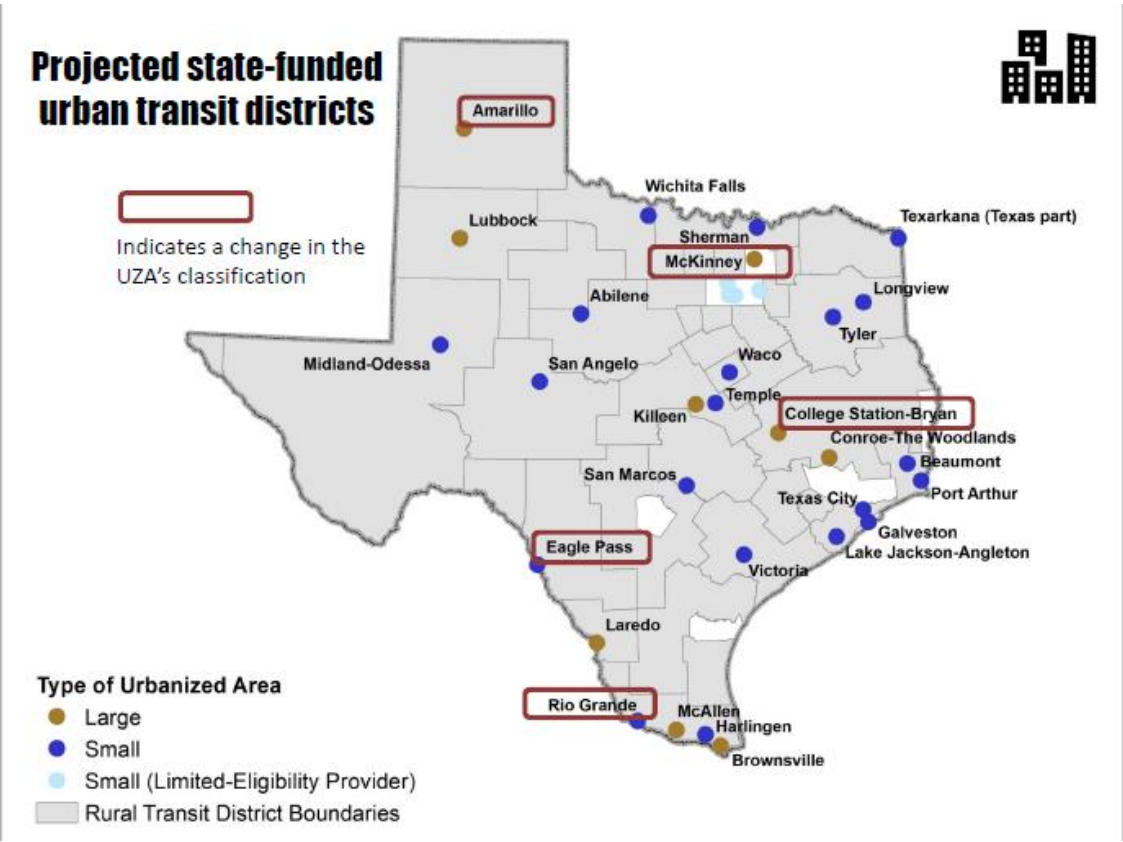 Projected state-funded
urban transit districts
Indicates a change in the
UZA's classification
Amarillo
Lubbock
Wichita Falls
Sherman
McKinney
Texarkana (Texas part)
Longview
Tyler
Abilene
Midland-Odessa
San Angelo
Waco
Temple
Killeen
College Station-Bryan
Conroe-The Woodlands
Beaumont
Port Arthur
San Marcos
Texas City
Galveston
Lake Jackson-Angleton
Eagle Pass
Victoria
Laredo
Rio Grande
McAllen
Harlingen
Brownsville
Type of Urbanized Area
Large
Small
Small (Limited-Eligibility Provider)
Rural Transit District Boundaries